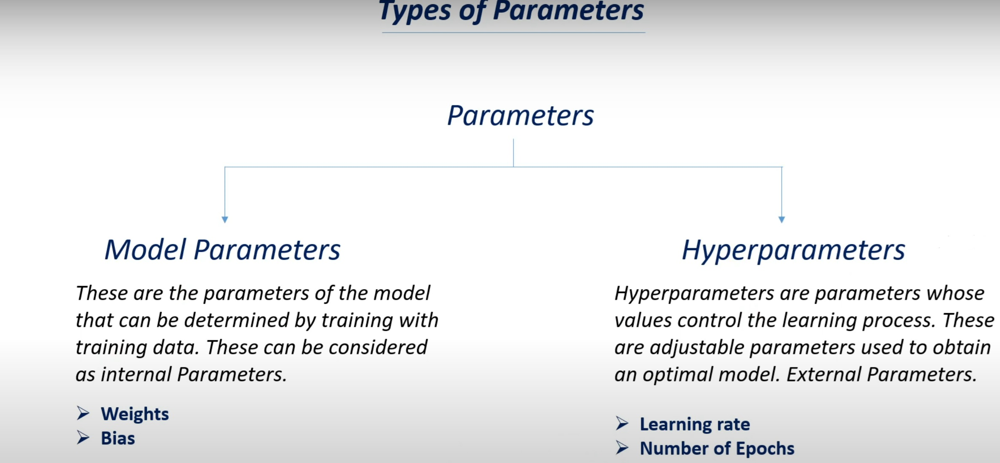 Types of Parameters
Parameters
Model Parameters
These are the parameters of the model
that can be determined by training with
training data. These can be considered
as internal Parameters.
Weights
Bias
Hyperparameters
Hyperparameters are parameters whose
values control the learning process. These
are adjustable parameters used to obtain
an optimal model. External Parameters.
Learning rate
Number of Epochs